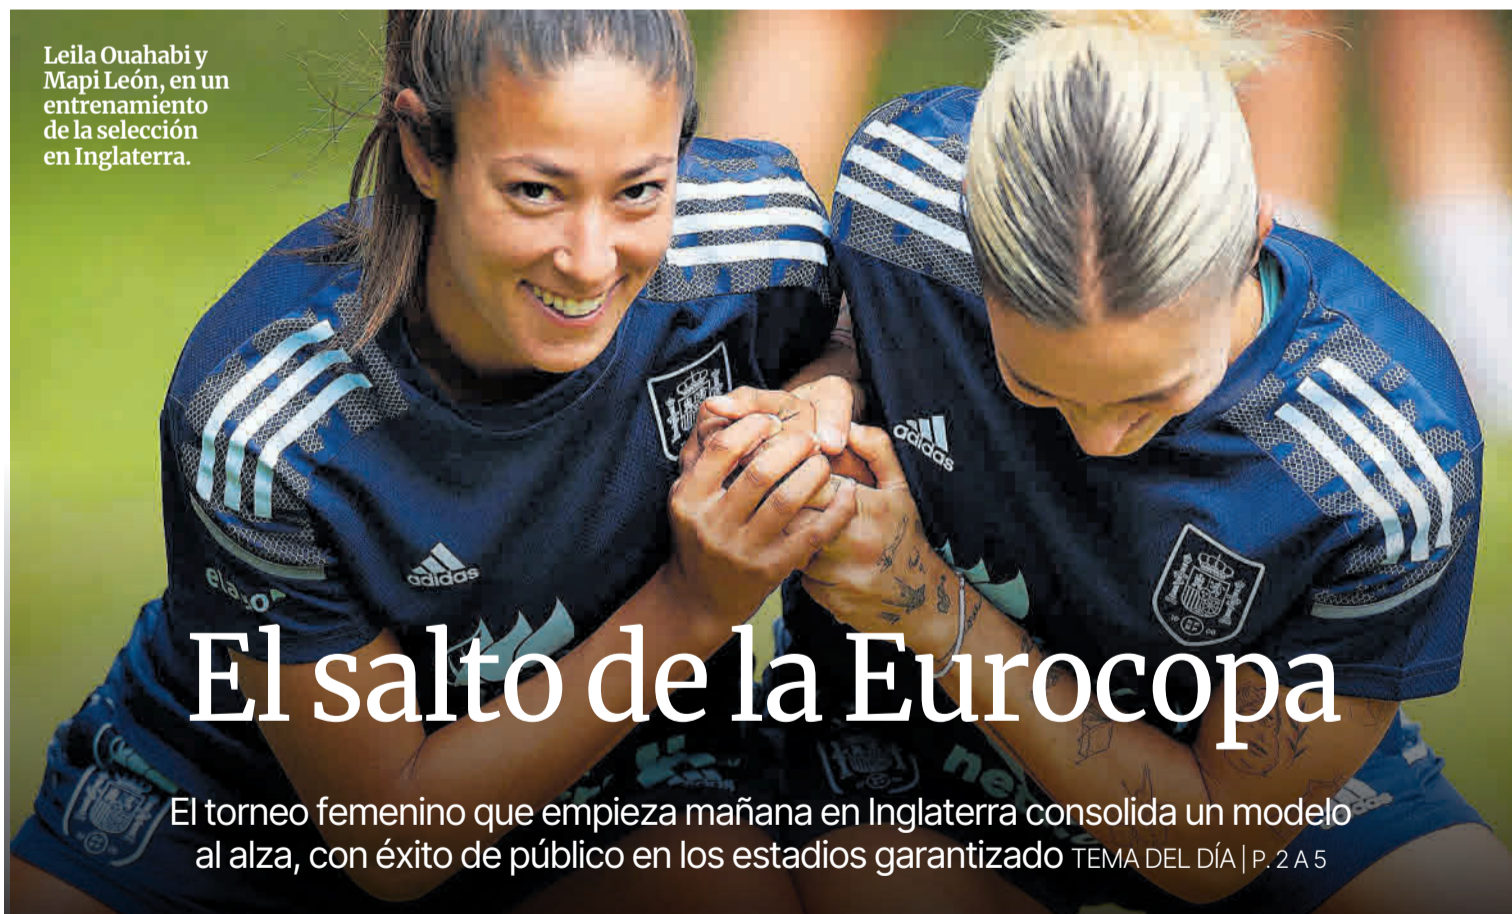 Leila Ouahabi y
Mapi León, en un
entrenamiento
de la selección
en Inglaterra.
adidas
adidas
El salto de la Eurocopa
El torneo femenino que empieza mañana en Inglaterra consolida un modelo
al alza, con éxito de público en los estadios garantizado TEMA DEL DÍA | P. 2 A 5